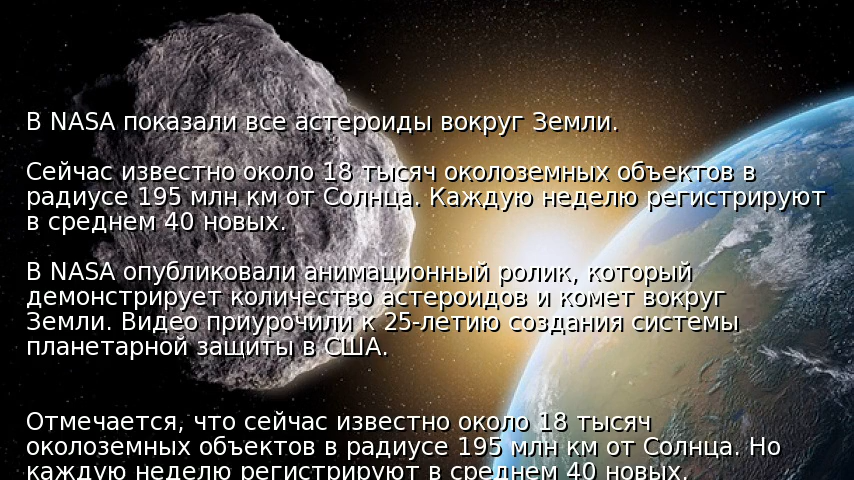 В NASA показали все астероиды вокруг Земли.
Сейчас известно около 18 тысяч околоземных объектов в
радиусе 195 млн км от Солнца. Каждую неделю регистрируют
в среднем 40 новых.
В NASA опубликовали анимационный ролик, который
демонстрирует количество астероидов и комет вокруг
Земли. Видео приурочили к 25-летию создания системы
планетарной защиты в США.
Отмечается, что сейчас известно около 18 тысяч
околоземных объектов в радиусе 195 млн км от Солнца. Но
каждую неделю регистрируют в среднем 40 новых.